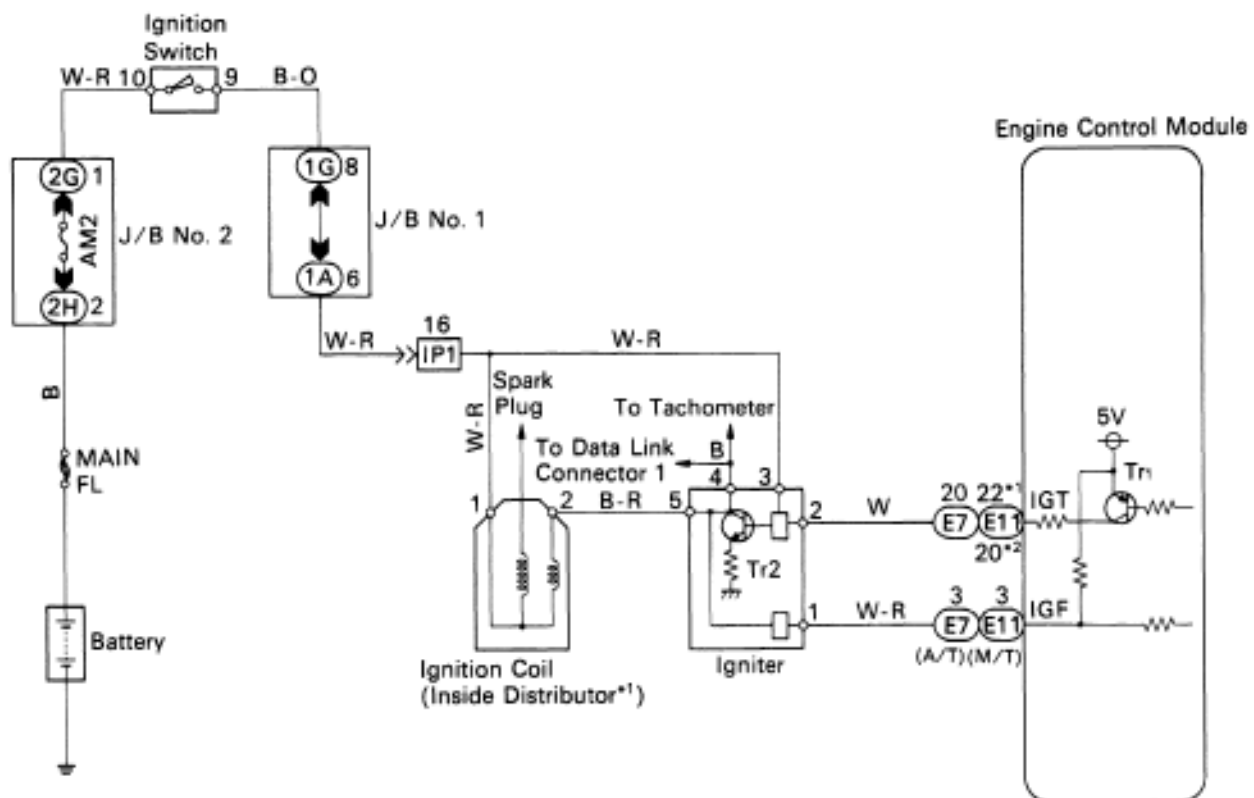 Ignition
Switch
W-R 10 9 B-O
Engine Control Module
2G 1
AM2
J/B No. 2
2H 2
1G 8
J/B No. 1
1A 6
W-R
16
IP1
W-R
B
MAIN
FL
W-R
Spark
Plug
To Tachometer
To Data Link
Connector 1
B
4
3
5V
Tr1
1
2
B-R
5
2
W
20
E7
22*1
E11
20*2
IGT
Tr2
1
W-R
3
E7
(A/T)
3
E11
(M/T)
IGF
Battery
Ignition Coil
(Inside Distributor*1)
Igniter